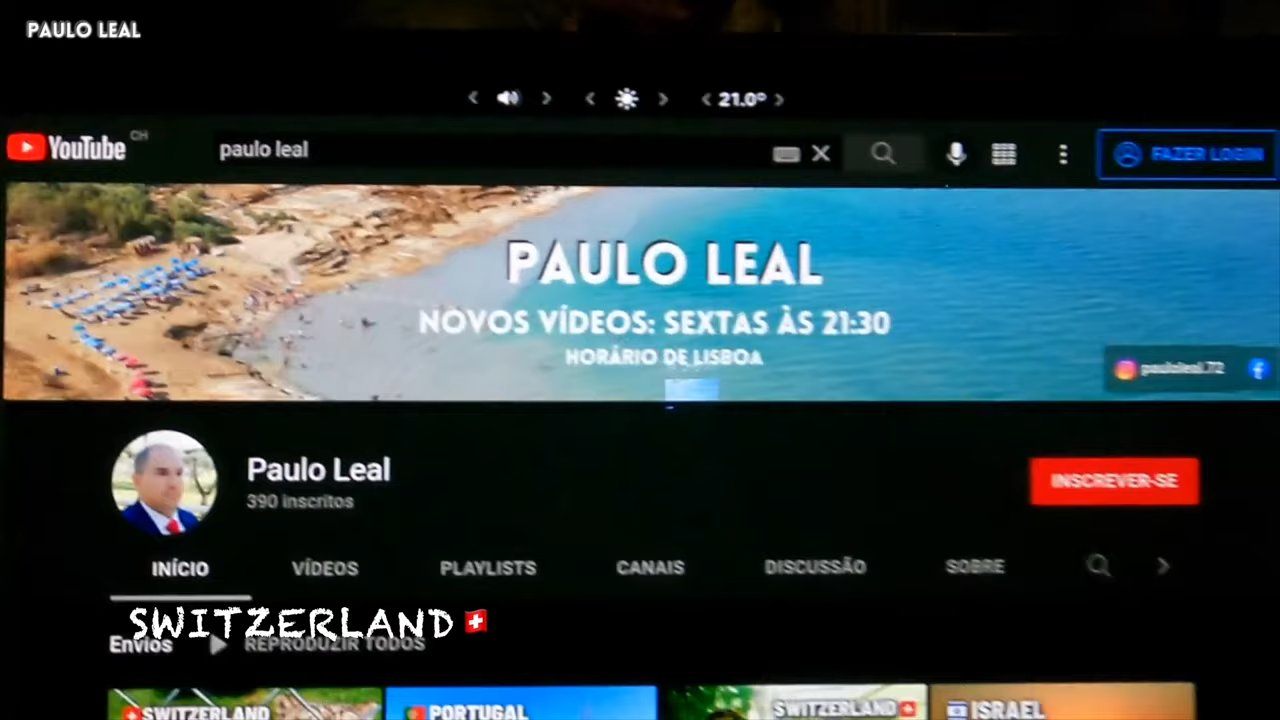 PAULO LEAL
21.0°
YouTube CH
paulo leal
FAZER LOGIN
PAULO LEAL
NOVOS VÍDEOS: SEXTAS ÀS 21:30
HORÁRIO DE LISBOA
pauloleal.72
Paulo Leal
390 inscritos
INSCREVER-SE
INÍCIO VÍDEOS PLAYLISTS CANAIS DISCUSSÃO SOBRE
SWITZERLAND
Envios REPRODUZIR TODOS
SWITZERLAND PORTUGAL SWITZERLAND ISRAEL